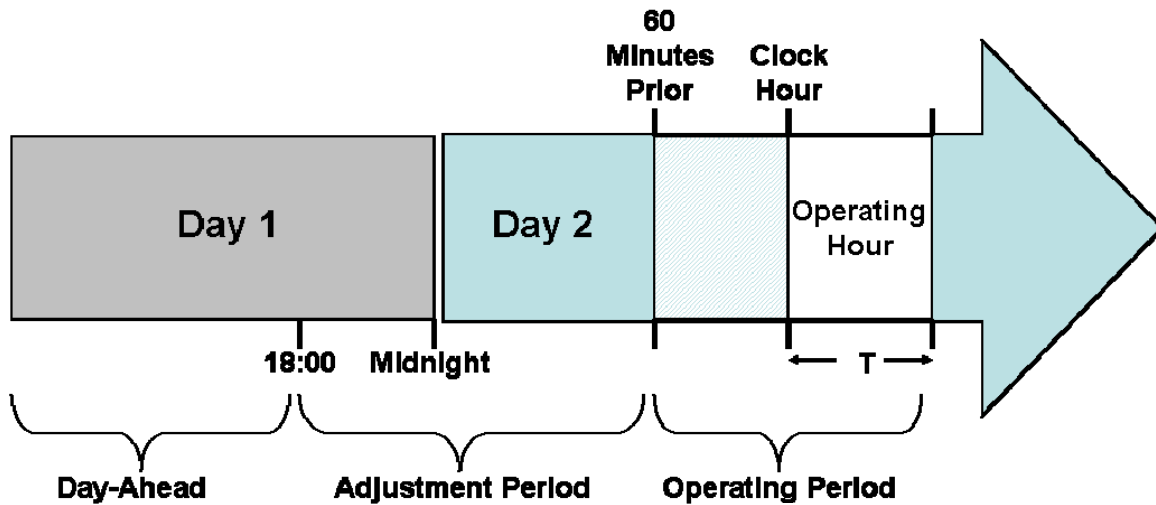 60
Minutes
Prior
Clock
Hour
Day 1
Day 2
Operating
Hour
18:00
Midnight
T
Day-Ahead
Adjustment Period
Operating Period